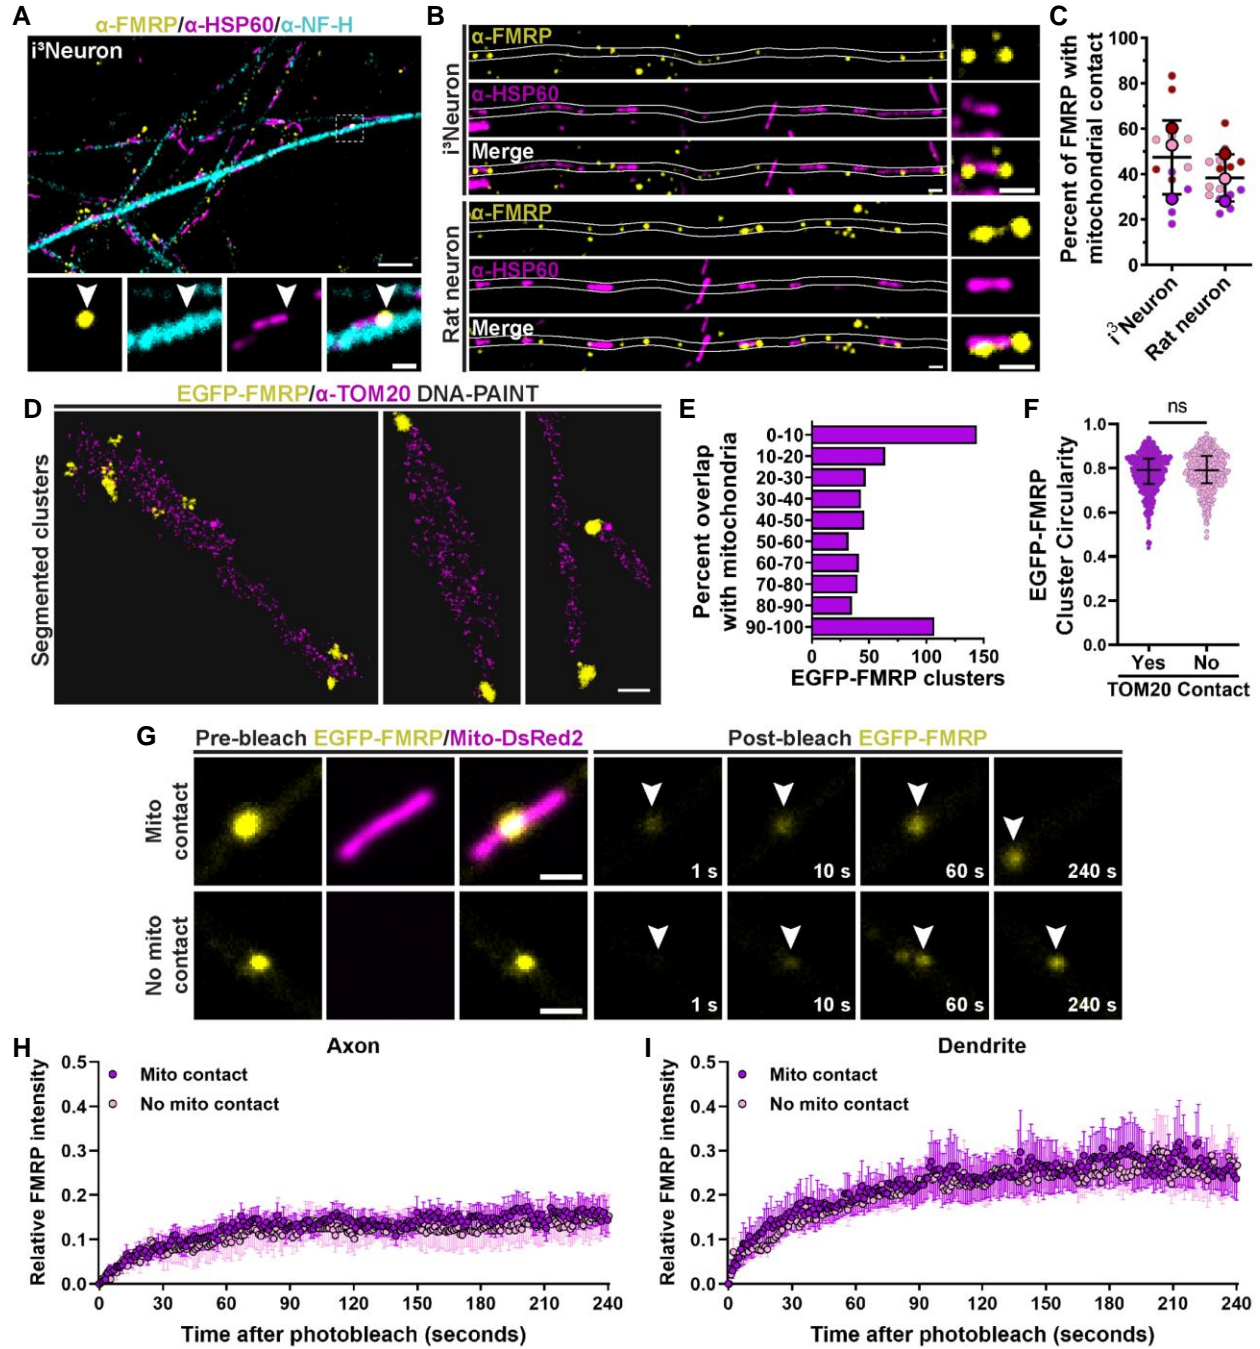 A
α-FMRP/α-HSP60/α-NF-H
i³Neuron
B
i³Neuron
α-FMRP
α-HSP60
Merge
Rat neuron
α-FMRP
α-HSP60
Merge
C
Percent of FMRP with
mitochondrial contact
100
80
60
40
20
0
i³Neuron
Rat neuron
D
EGFP-FMRP/α-TOM20 DNA-PAINT
Segmented clusters
E
Percent overlap
with mitochondria
0-10
10-20
20-30
30-40
40-50
50-60
60-70
70-80
80-90
90-100
0 50 100 150
EGFP-FMRP clusters
F
ns
EGFP-FMRP
Cluster Circularity
1.0
0.8
0.6
0.4
0.2
0.0
Yes No
TOM20 Contact
G
Pre-bleach EGFP-FMRP/Mito-DsRed2
Post-bleach EGFP-FMRP
Mito
contact
1 s 10 s 60 s 240 s
No mito
contact
1 s 10 s 60 s 240 s
H
Axon
Relative FMRP intensity
0.5
0.4
0.3
0.2
0.1
0.0
Mito contact
No mito contact
0 30 60 90 120 150 180 210 240
Time after photobleach (seconds)
I
Dendrite
Relative FMRP intensity
0.5
0.4
0.3
0.2
0.1
0.0
Mito contact
No mito contact
0 30 60 90 120 150 180 210 240
Time after photobleach (seconds)